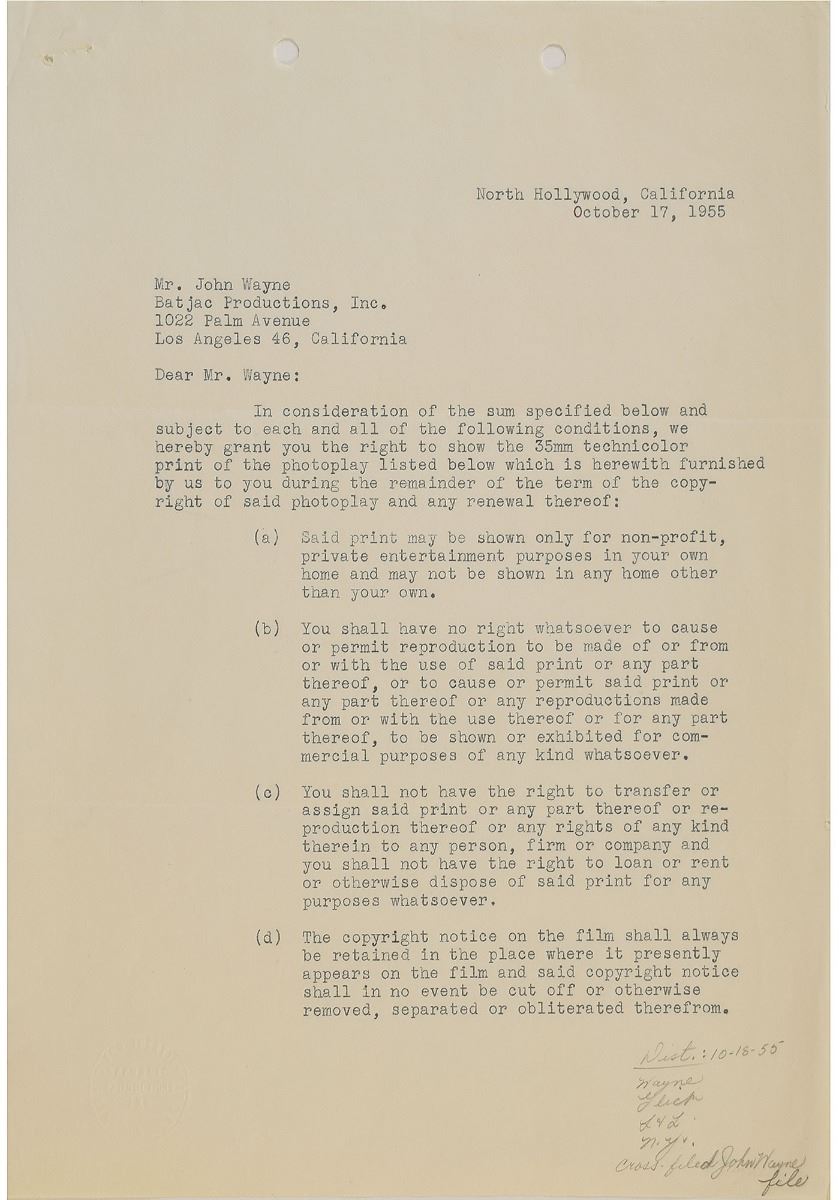 North Hollywood, California
October 17, 1955
Mr. John Wayne
Batjac Productions, Inc.
1022 Palm Avenue
Los Angeles 46, California
Dear Mr. Wayne:
In consideration of the sum specified below and
subject to each and all of the following conditions, we
hereby grant you the right to show the 35mm technicolor
print of the photoplay listed below which is herewith furnished
by us to you during the remainder of the term of the copy-
right of said photoplay and any renewal thereof:
(a) Said print may be shown only for non-profit,
private entertainment purposes in your own
home and may not be shown in any home other
than your own.
(b) You shall have no right whatsoever to cause
or permit reproduction to be made of or from
or with the use of said print or any part
thereof, or to cause or permit said print or
any part thereof or any reproductions made
from or with the use thereof or for any part
thereof, to be shown or exhibited for com-
mercial purposes of any kind whatsoever.
(c) You shall not have the right to transfer or
assign said print or any part thereof or re-
production thereof or any rights of any kind
therein to any person, firm or company and
you shall not have the right to loan or rent
or otherwise dispose of said print for any
purposes whatsoever.
(d) The copyright notice on the film shall always
be retained in the place where it presently
appears on the film and said copyright notice
shall in no event be cut off or otherwise
removed, separated or obliterated therefrom.
Dist.: 10-18-55
Wayne
L&L
N.Y.
cross-filed John Wayne
file